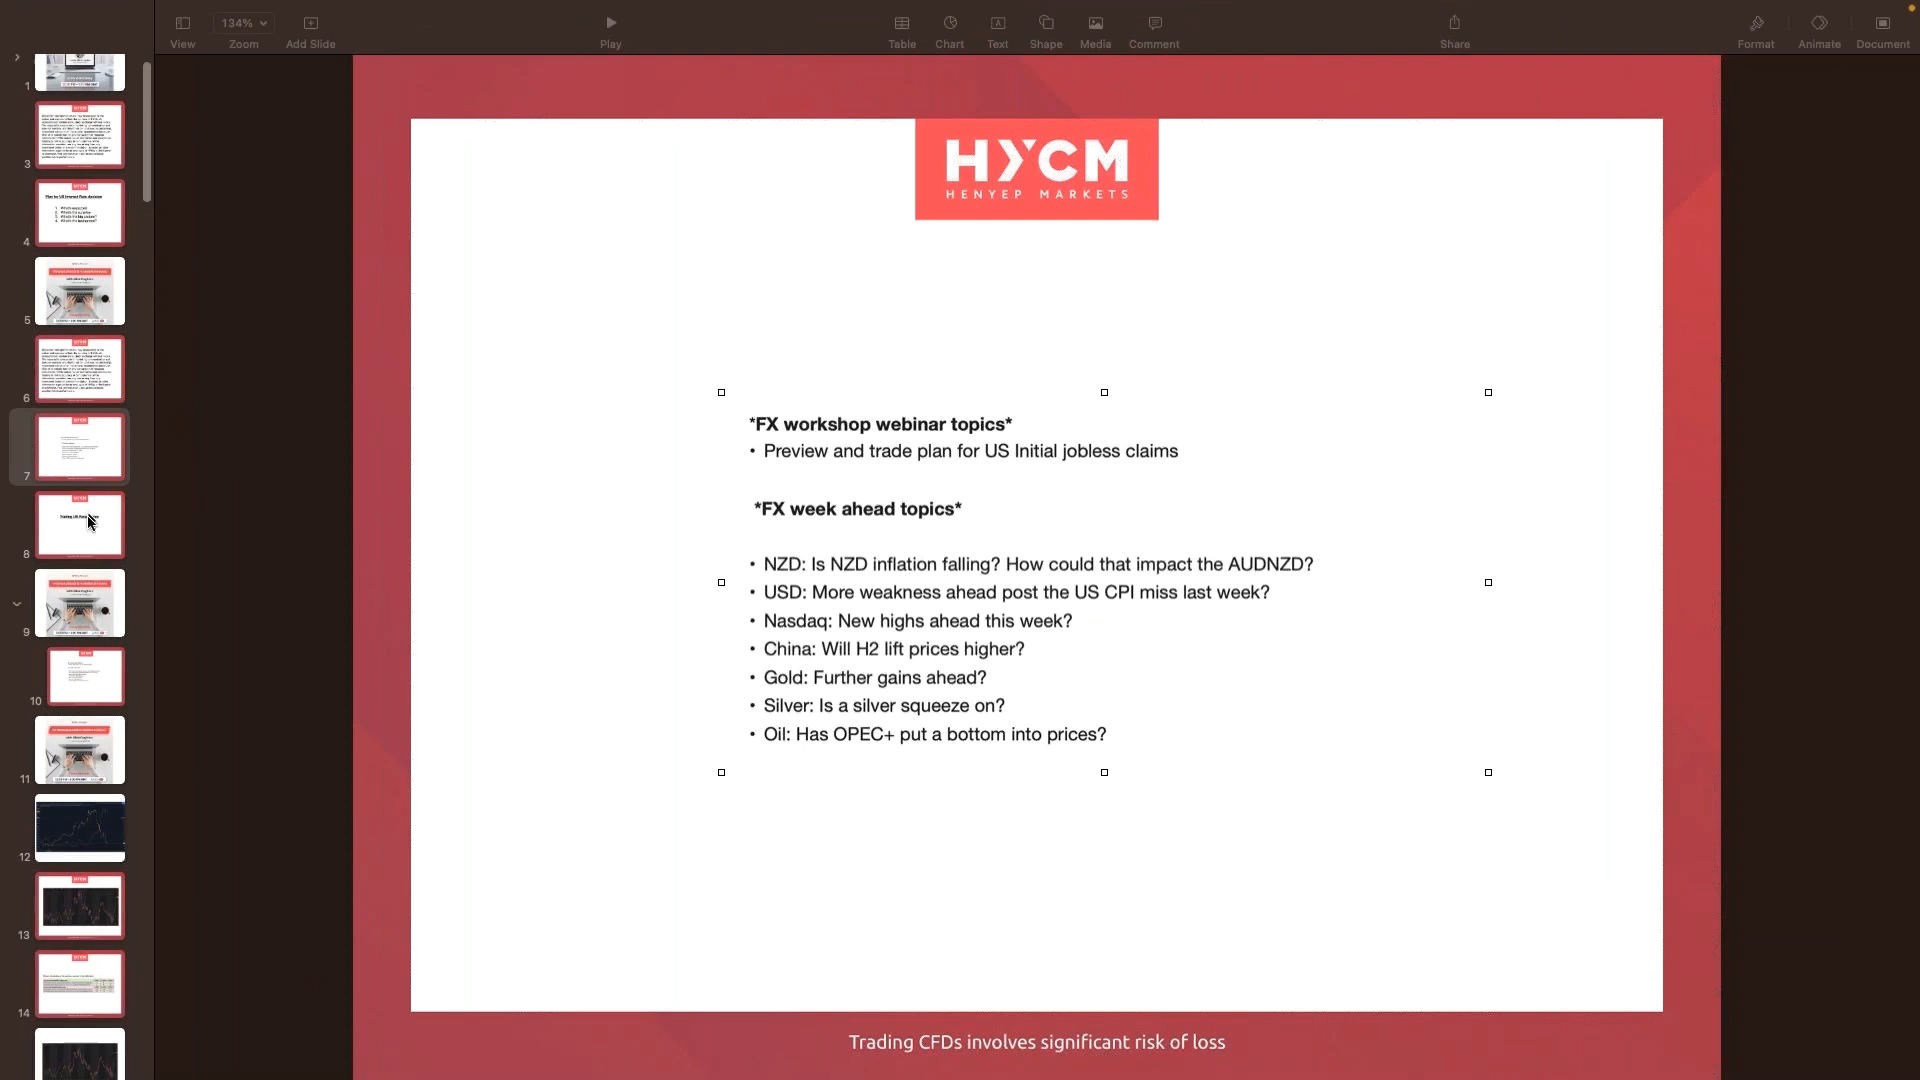 134%
View
Zoom
Add Slide
Play
Table
Chart
Text
Shape
Media
Comment
Share
Format
Animate
Document
1
3
4
5
6
7
8
9
10
11
12
13
14
HYCM
HENYEP MARKETS
*FX workshop webinar topics*
• Preview and trade plan for US Initial jobless claims
*FX week ahead topics*
• NZD: Is NZD inflation falling? How could that impact the AUDNZD?
• USD: More weakness ahead post the US CPI miss last week?
• Nasdaq: New highs ahead this week?
• China: Will H2 lift prices higher?
• Gold: Further gains ahead?
• Silver: Is a silver squeeze on?
• Oil: Has OPEC+ put a bottom into prices?
Trading CFDs involves significant risk of loss